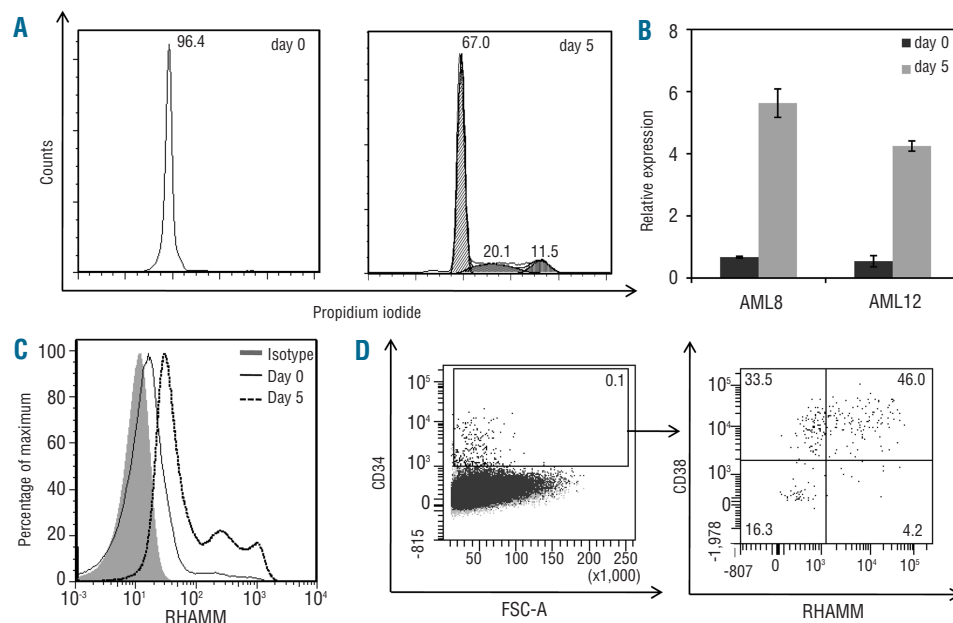 A
96.4
day 0
67.0
day 5
20.1
11.5
Counts
Propidium iodide
B
day 0
day 5
8
6
4
2
0
Relative expression
AML8
AML12
C
100
80
60
40
20
0
Percentage of maximum
Isotype
Day 0
Day 5
10-3
10¹
10²
10³
10⁴
RHAMM
D
0.1
10⁵
10⁴
10³
0
-815
CD34
50
100
150
200
250
(x1,000)
FSC-A
33.5
46.0
16.3
4.2
10⁵
10⁴
10³
0
-1,978
CD38
-807
0
10³
10⁴
10⁵
RHAMM